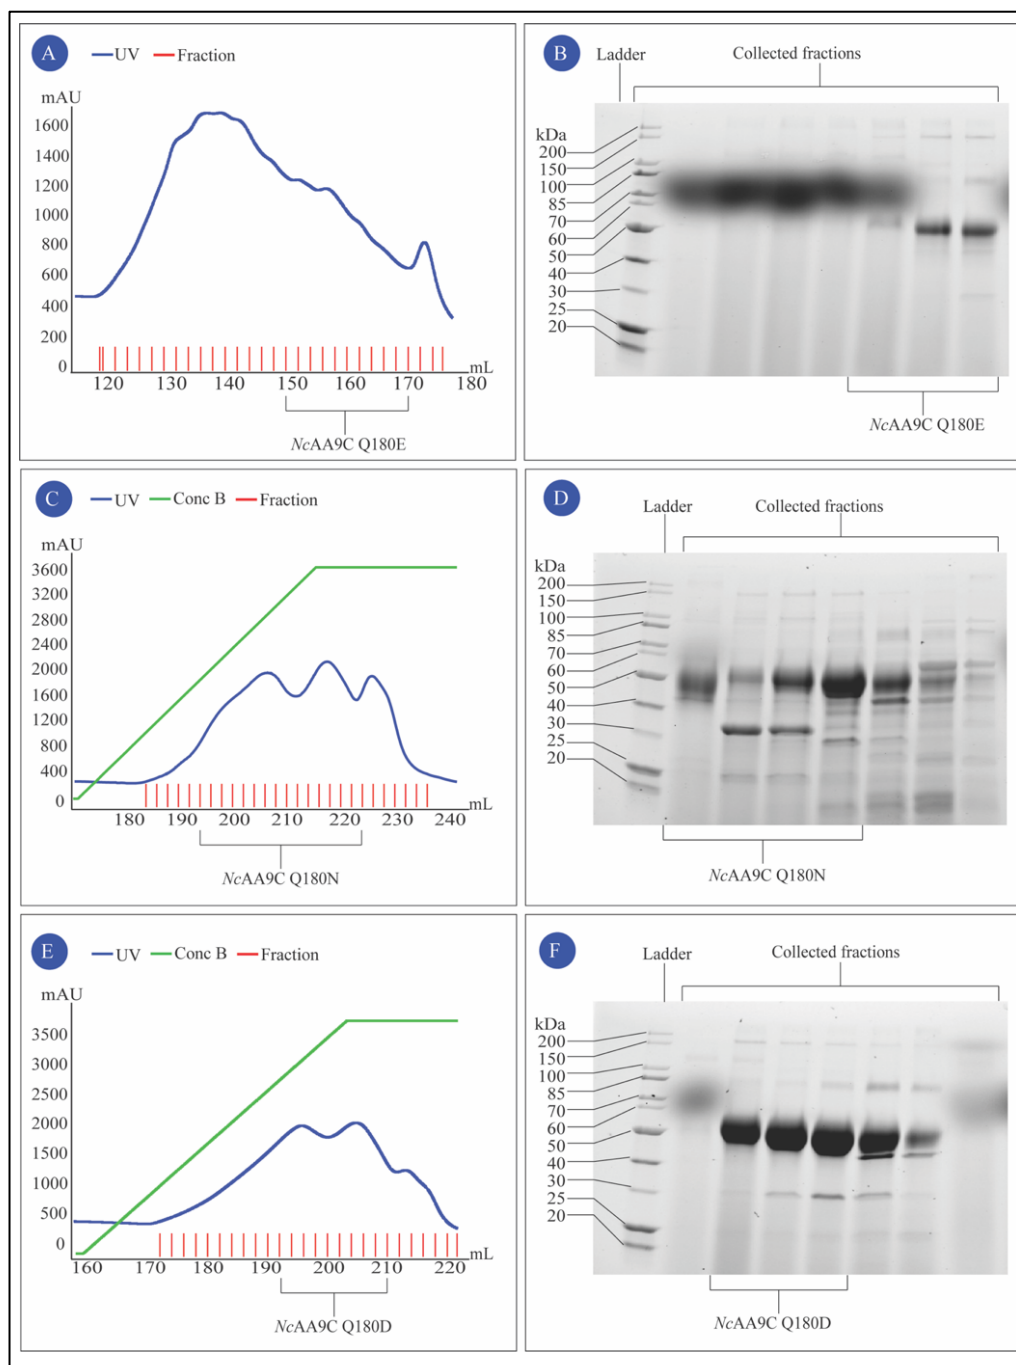 A
UV Fraction
mAU
1600
1400
1200
1000
800
600
400
200
0
120 130 140 150 160 170 180
mL
NcAA9C Q180E
B
Ladder Collected fractions
kDa
200
150
100
85
70
60
50
40
30
25
20
NcAA9C Q180E
C
UV Conc B Fraction
mAU
3600
3200
2800
2400
2000
1600
1200
800
400
0
180 190 200 210 220 230 240
mL
NcAA9C Q180N
D
Ladder Collected fractions
kDa
200
150
100
85
70
60
50
40
30
25
20
NcAA9C Q180N
E
UV Conc B Fraction
mAU
3500
3000
2500
2000
1500
1000
500
0
160 170 180 190 200 210 220
mL
NcAA9C Q180D
F
Ladder Collected fractions
kDa
200
150
100
85
70
60
50
40
30
25
20
NcAA9C Q180D